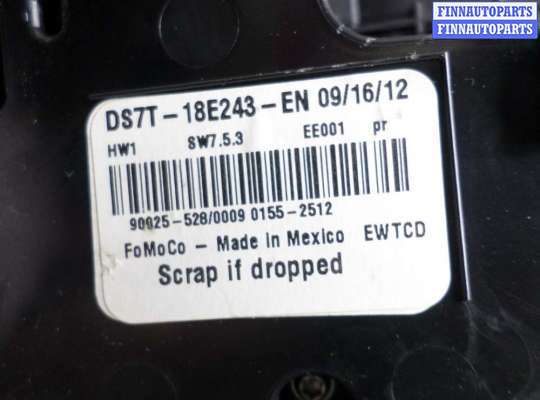 FINNAUTOPARTS
FINNAUTOPARTS
DS7T-18E243-EN 09/16/12
HW1 SW7.5.3 EE001 pr
90025-528/0009 0155-2512
FoMoCo - Made in Mexico EWTCD
Scrap if dropped